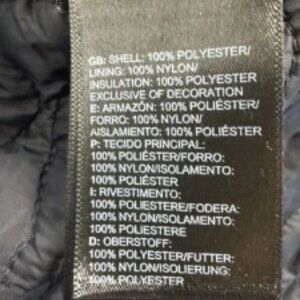 GB: SHELL: 100% POLYESTER/
LINING: 100% NYLON/
INSULATION: 100% POLYESTER
EXCLUSIVE OF DECORATION
E: ARMAZÓN: 100% POLIÉSTER/
FORRO: 100% NYLON/
AISLAMIENTO: 100% POLIÉSTER
P: TECIDO PRINCIPAL:
100% POLIÉSTER/FORRO:
100% NYLON/ISOLAMENTO:
100% POLIÉSTER
I: RIVESTIMENTO:
100% POLIESTERE/FODERA:
100% NYLON/ISOLAMENTO:
100% POLIESTERE
D: OBERSTOFF:
100% POLYESTER/FUTTER:
100% NYLON/ISOLIERUNG:
100% POLYESTER